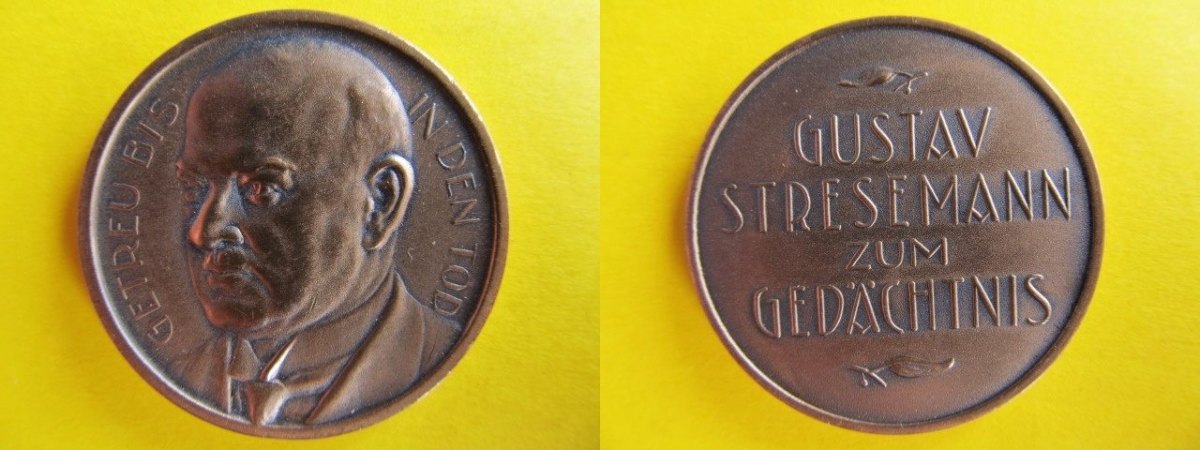 GETREU BIS
IN DEN TOD
GUSTAV
STRESEMANN
ZUM
GEDÄCHTNIS